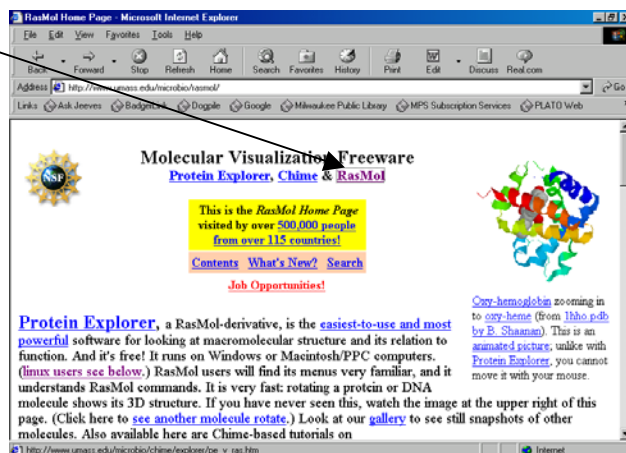 RasMol Home Page - Microsoft Internet Explorer
File Edit View Favorites Tools Help
Back Forward Stop Refresh Home Search Favorites History Print Edit Discuss Real.com
Address http://www.umass.edu/microbio/rasmol/ Go
Links Ask Jeeves BadgerLink Dogpile Google Milwaukee Public Library MPS Subscription Services PLATO Web
NSF
Molecular Visualization Freeware
Protein Explorer, Chime & RasMol
This is the RasMol Home Page
visited by over 500,000 people
from over 115 countries!
Contents What's New? Search
Job Opportunities!
Oxy-hemoglobin zooming in
to oxy-heme (from 1hho.pdb
by B. Shaanan). This is an
animated picture; unlike with
Protein Explorer, you cannot
move it with your mouse.
Protein Explorer, a RasMol-derivative, is the easiest-to-use and most
powerful software for looking at macromolecular structure and its relation to
function. And it's free! It runs on Windows or Macintosh/PPC computers.
(linux users see below.) RasMol users will find its menus very familiar, and it
understands RasMol commands. It is very fast: rotating a protein or DNA
molecule shows its 3D structure. If you have never seen this, watch the image at the upper right of this
page. (Click here to see another molecule rotate.) Look at our gallery to see still snapshots of other
molecules. Also available here are Chime-based tutorials on
http://www.umass.edu/microbio/chime/explorer/pe_v_ras.htm Internet